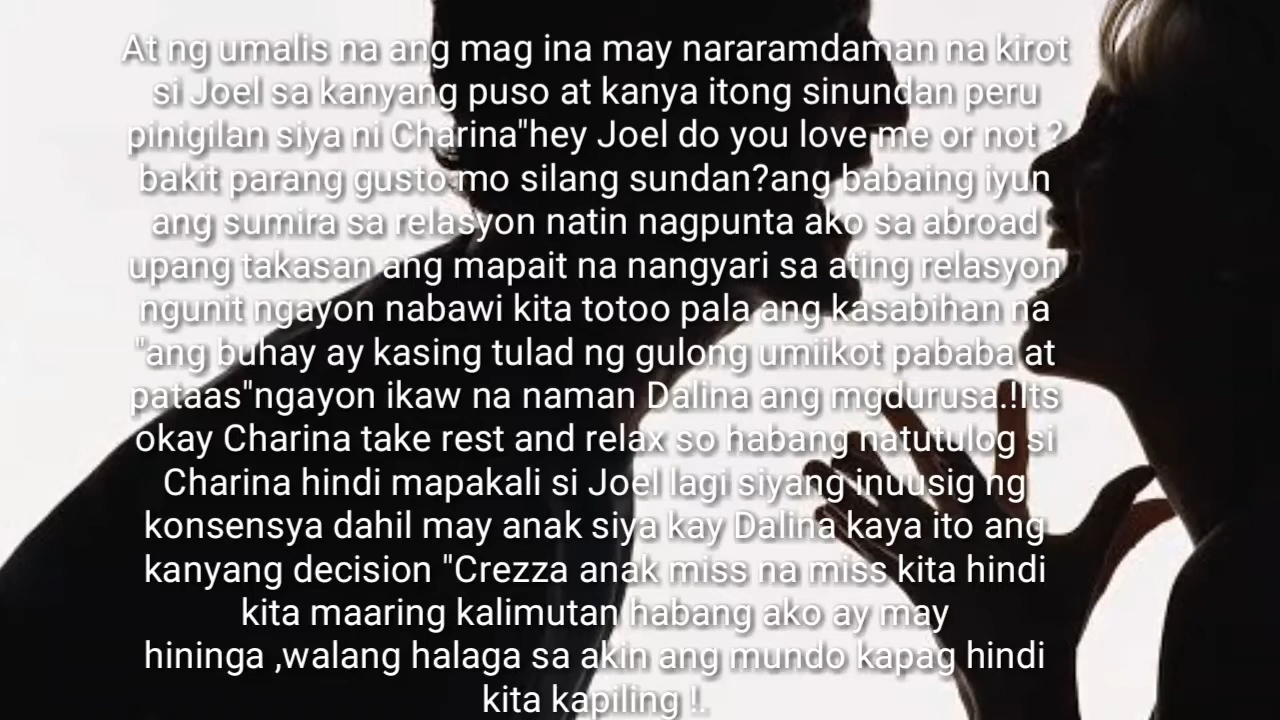 At ng umalis na ang mag ina may nararamdaman na kirot
si Joel sa kanyang puso at kanya itong sinundan peru
pinigilan siya ni Charina"hey Joel do you love me or not ?
bakit parang gusto mo silang sundan?ang babaing iyun
ang sumira sa relasyon natin nagpunta ako sa abroad
upang takasan ang mapait na nangyari sa ating relasyon
ngunit ngayon nabawi kita totoo pala ang kasabihan na
"ang buhay ay kasing tulad ng gulong umiikot pababa at
pataas"ngayon ikaw na naman Dalina ang mgdurusa.!Its
okay Charina take rest and relax so habang natutulog si
Charina hindi mapakali si Joel lagi siyang inuusig ng
konsensya dahil may anak siya kay Dalina kaya ito ang
kanyang decision "Crezza anak miss na miss kita hindi
kita maaring kalimutan habang ako ay may
hininga ,walang halaga sa akin ang mundo kapag hindi
kita kapiling !.